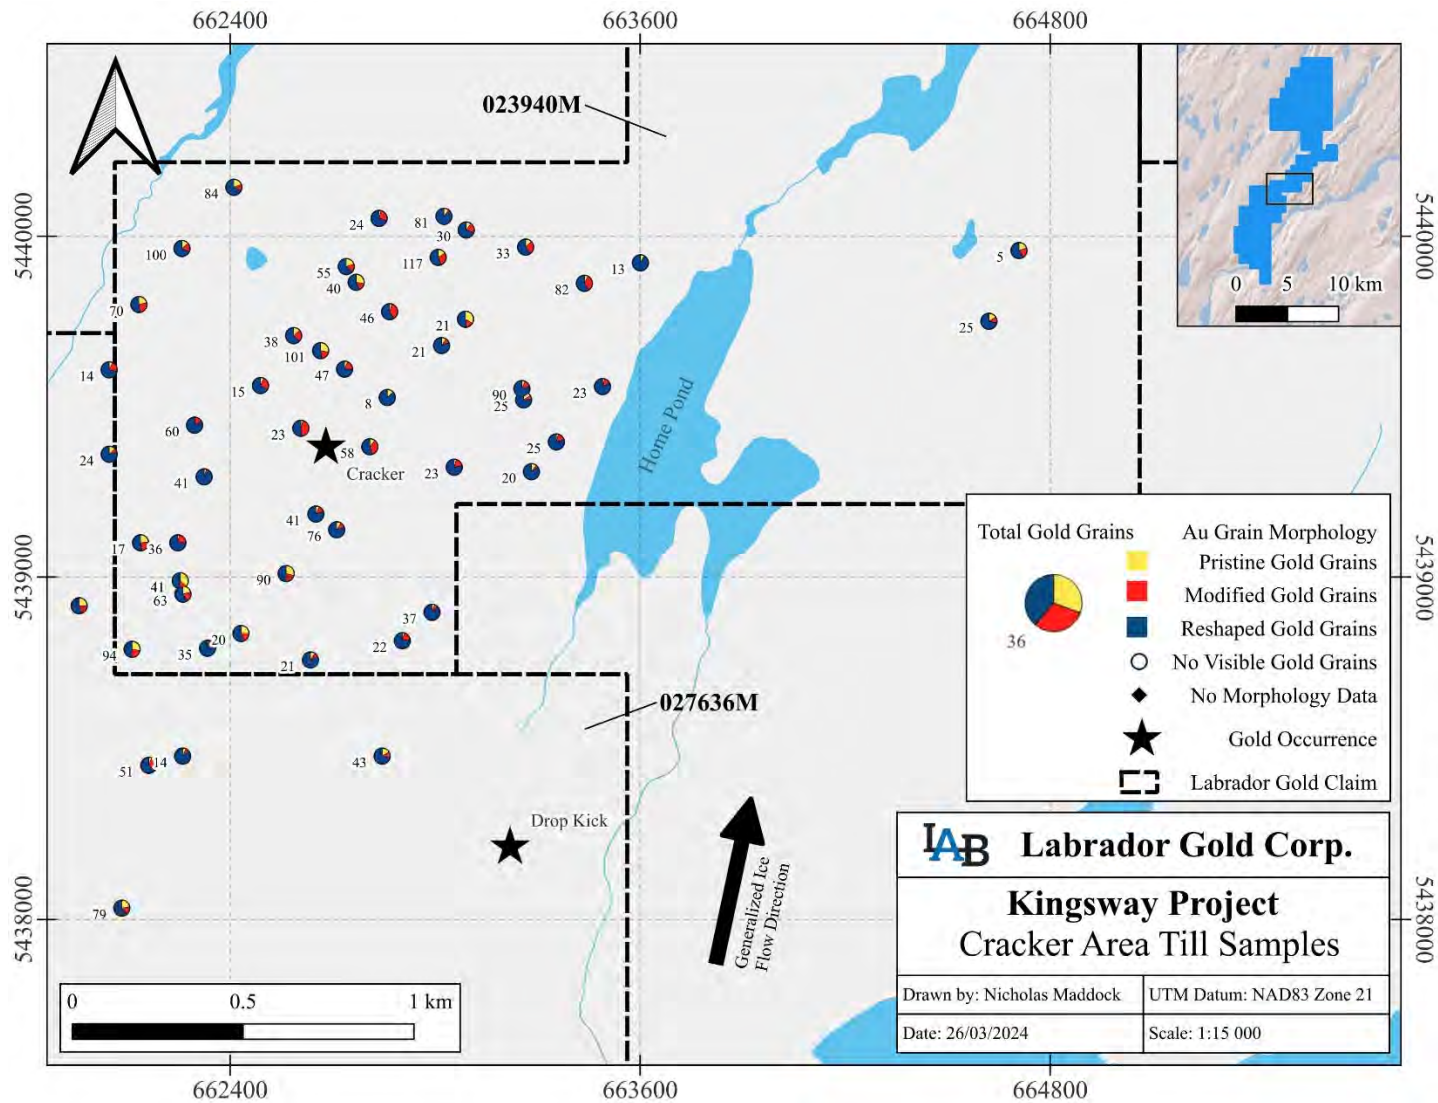 662400
663600
664800
5440000
5439000
5438000
5440000
5439000
5438000
662400
663600
664800
023940M
84
24
81
30
100
33
117
13
55
40
82
5
70
46
21
25
38
101
21
14
47
15
8
90
25
23
60
23
58
Cracker
25
24
23
20
41
41
76
17
36
41
63
90
37
20
94
35
21
22
51
14
43
79
Home Pond
027636M
Drop Kick
Generalized Ice
Flow Direction
0 5 10 km
Total Gold Grains
36
Au Grain Morphology
Pristine Gold Grains
Modified Gold Grains
Reshaped Gold Grains
No Visible Gold Grains
No Morphology Data
Gold Occurrence
Labrador Gold Claim
LAB Labrador Gold Corp.
Kingsway Project
Cracker Area Till Samples
Drawn by: Nicholas Maddock
UTM Datum: NAD83 Zone 21
Date: 26/03/2024
Scale: 1:15 000
0 0.5 1 km